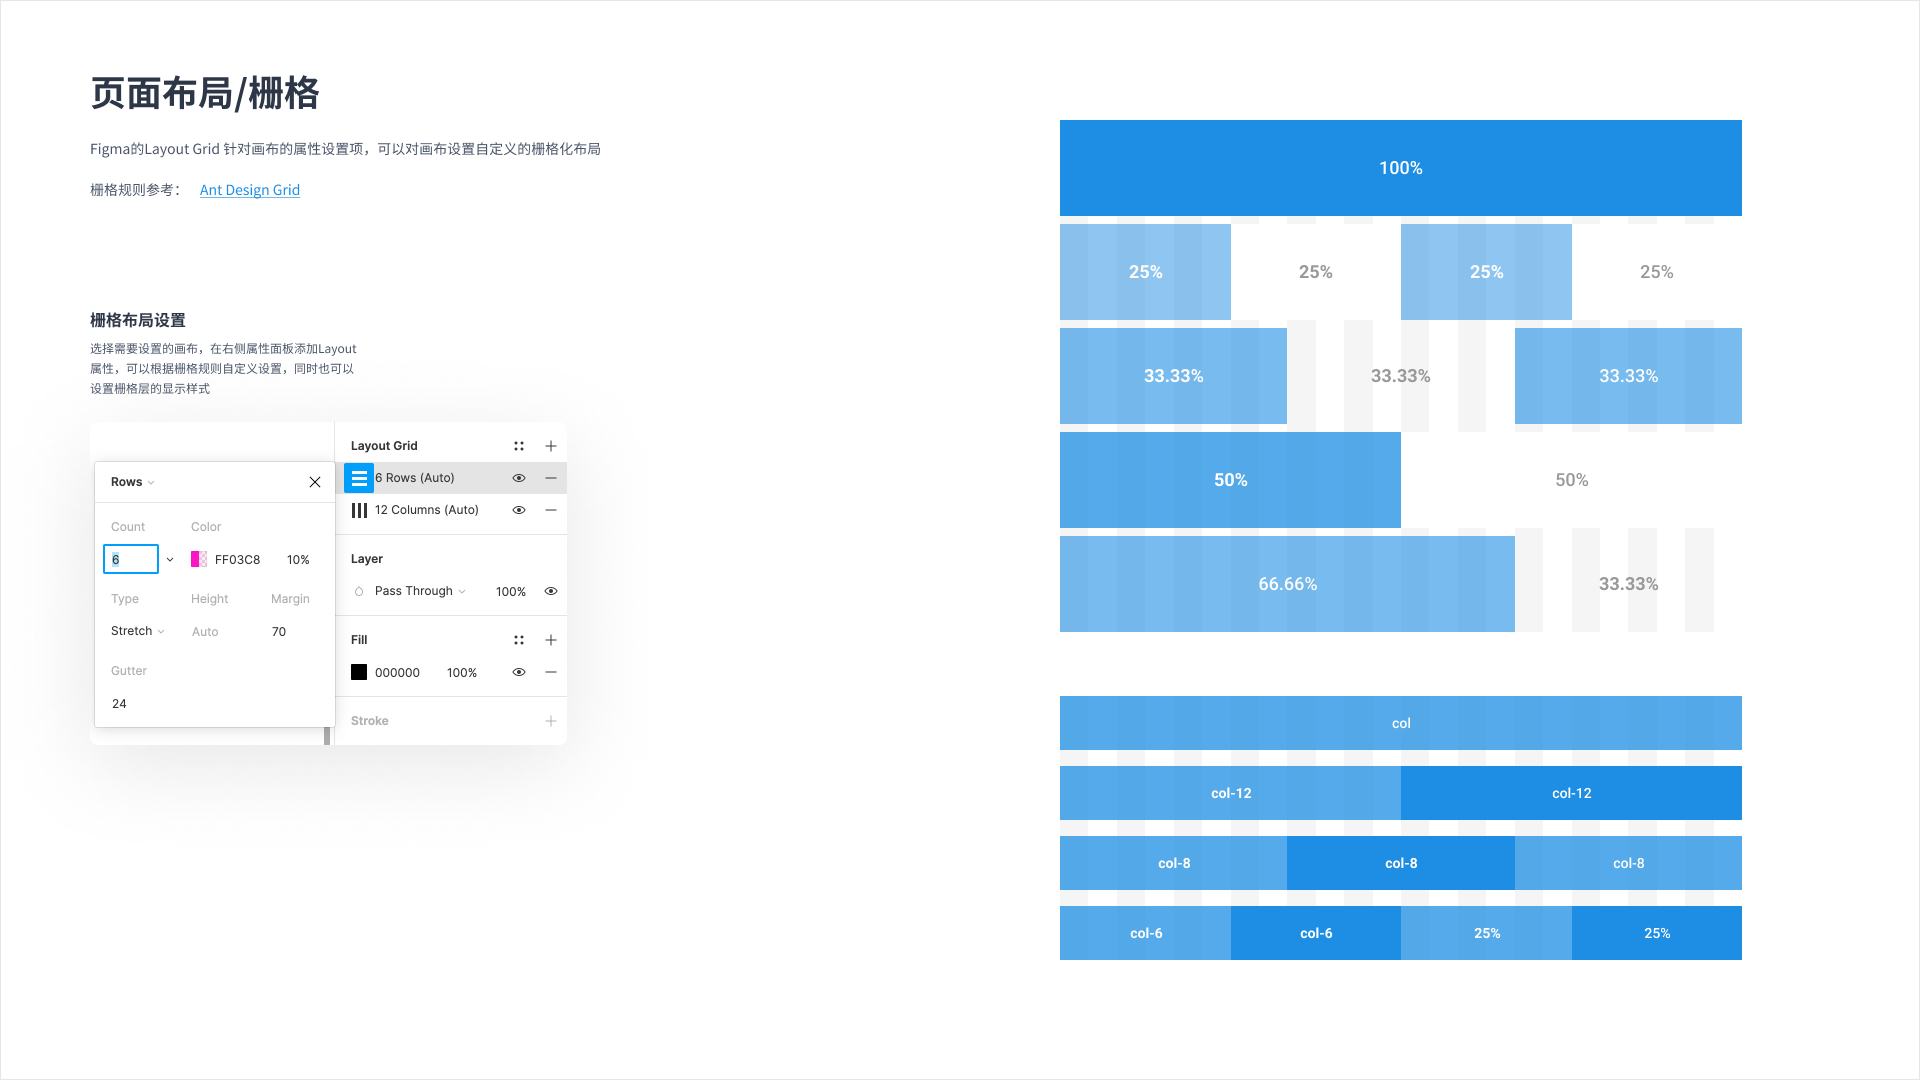 页面布局/栅格
Figma的Layout Grid 针对画布的属性设置项，可以对画布设置自定义的栅格化布局
栅格规则参考： Ant Design Grid
栅格布局设置
选择需要设置的画布，在右侧属性面板添加Layout
属性，可以根据栅格规则自定义设置，同时也可以
设置栅格层的显示样式
Rows
Count Color
6 FF03C8 10%
Type Height Margin
Stretch Auto 70
Gutter
24
Layout Grid
6 Rows (Auto)
12 Columns (Auto)
Layer
Pass Through 100%
Fill
000000 100%
Stroke
100%
25% 25% 25% 25%
33.33% 33.33% 33.33%
50% 50%
66.66% 33.33%
col
col-12 col-12
col-8 col-8 col-8
col-6 col-6 25% 25%